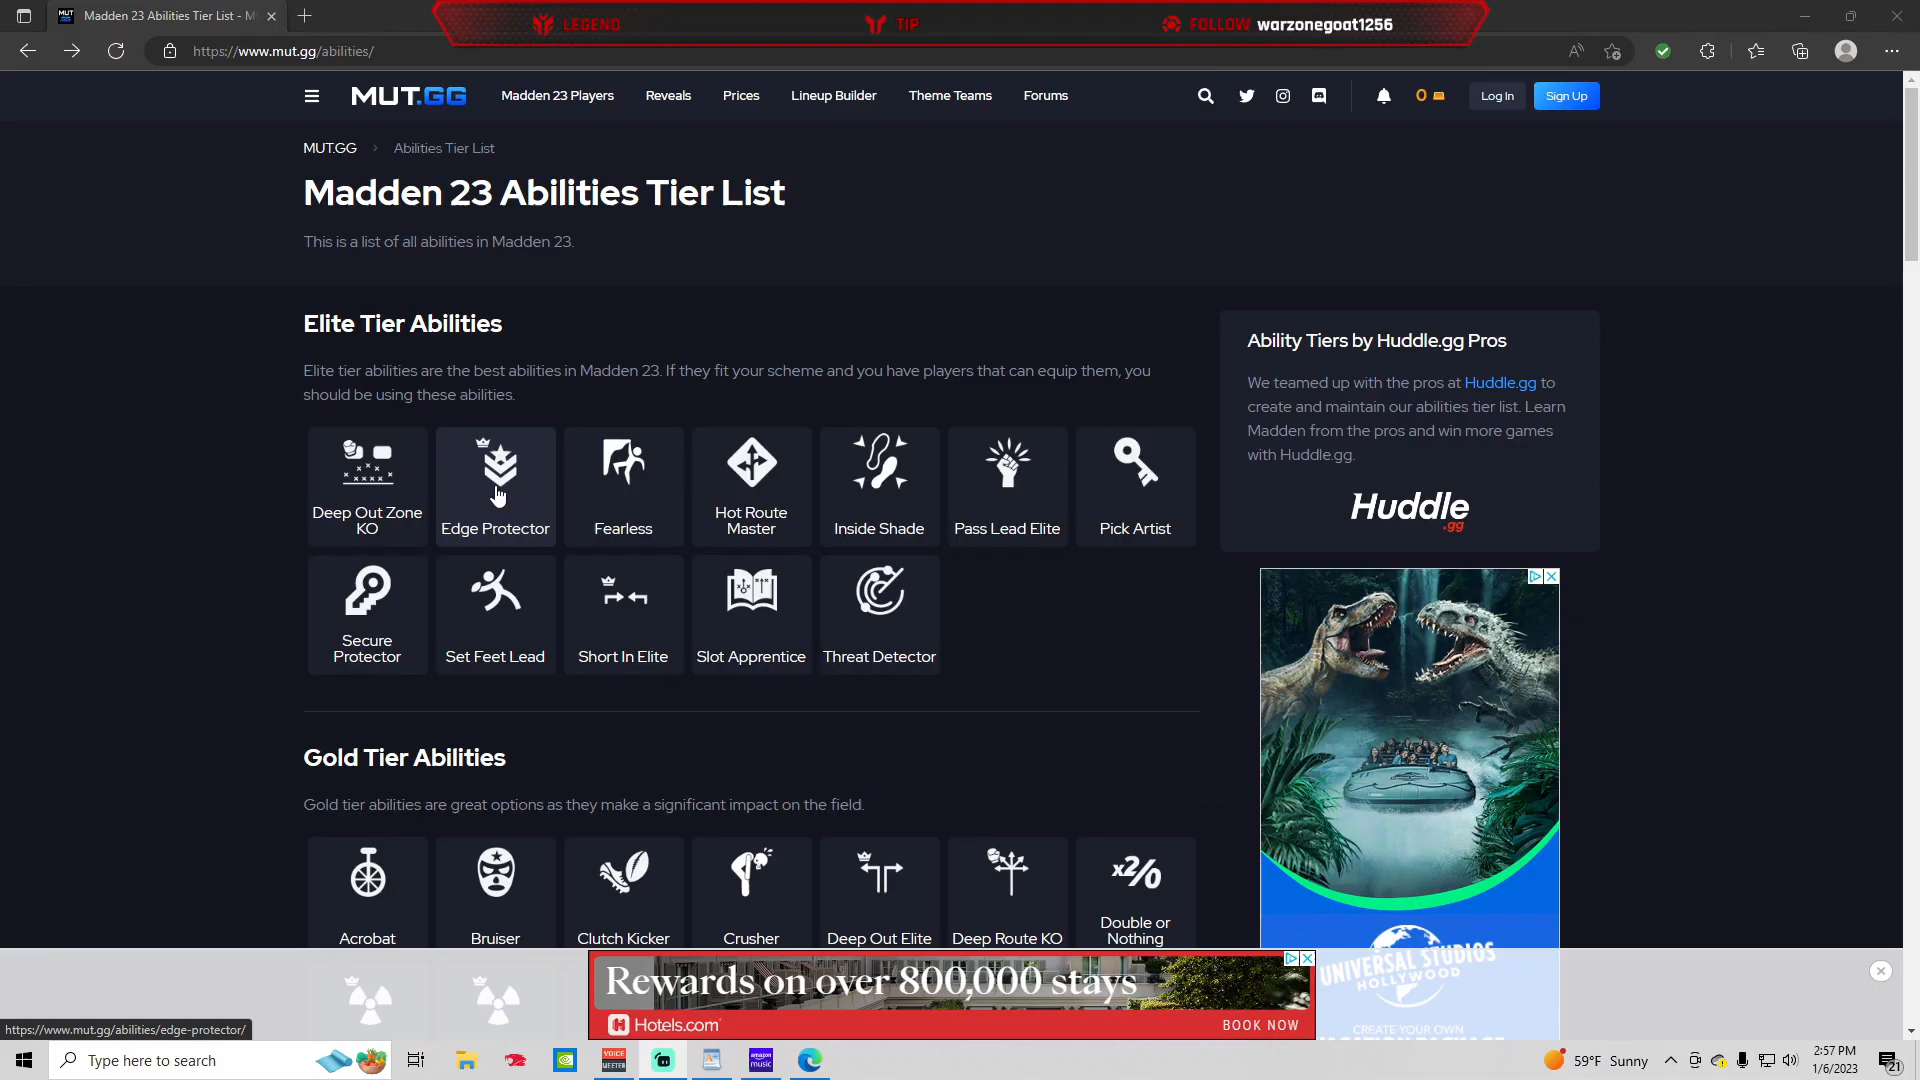 Madden 23 Abilities Tier List - M
LEGEND
TIP
FOLLOW warzonegoat1256
https://www.mut.gg/abilities/
MUT.GG
Madden 23 Players
Reveals
Prices
Lineup Builder
Theme Teams
Forums
0
Log In
Sign Up
MUT.GG > Abilities Tier List
Madden 23 Abilities Tier List
This is a list of all abilities in Madden 23.
Elite Tier Abilities
Elite tier abilities are the best abilities in Madden 23. If they fit your scheme and you have players that can equip them, you
should be using these abilities.
Deep Out Zone
KO
Edge Protector
Fearless
Hot Route
Master
Inside Shade
Pass Lead Elite
Pick Artist
Secure
Protector
Set Feet Lead
Short In Elite
Slot Apprentice
Threat Detector
Ability Tiers by Huddle.gg Pros
We teamed up with the pros at Huddle.gg to
create and maintain our abilities tier list. Learn
Madden from the pros and win more games
with Huddle.gg.
Huddle
.gg
Gold Tier Abilities
Gold tier abilities are great options as they make a significant impact on the field.
Acrobat
Bruiser
Clutch Kicker
Crusher
Deep Out Elite
Deep Route KO
x2%
Double or
Nothing
UNIVERSAL STUDIOS
HOLLYWOOD
CREATE YOUR OWN
VACATION PACKAGE
Rewards on over 800,000 stays
H Hotels.com
BOOK NOW
https://www.mut.gg/abilities/edge-protector/
Type here to search
VOICE
MEETER
amazon
music
59°F Sunny
2:57 PM
1/6/2023
21